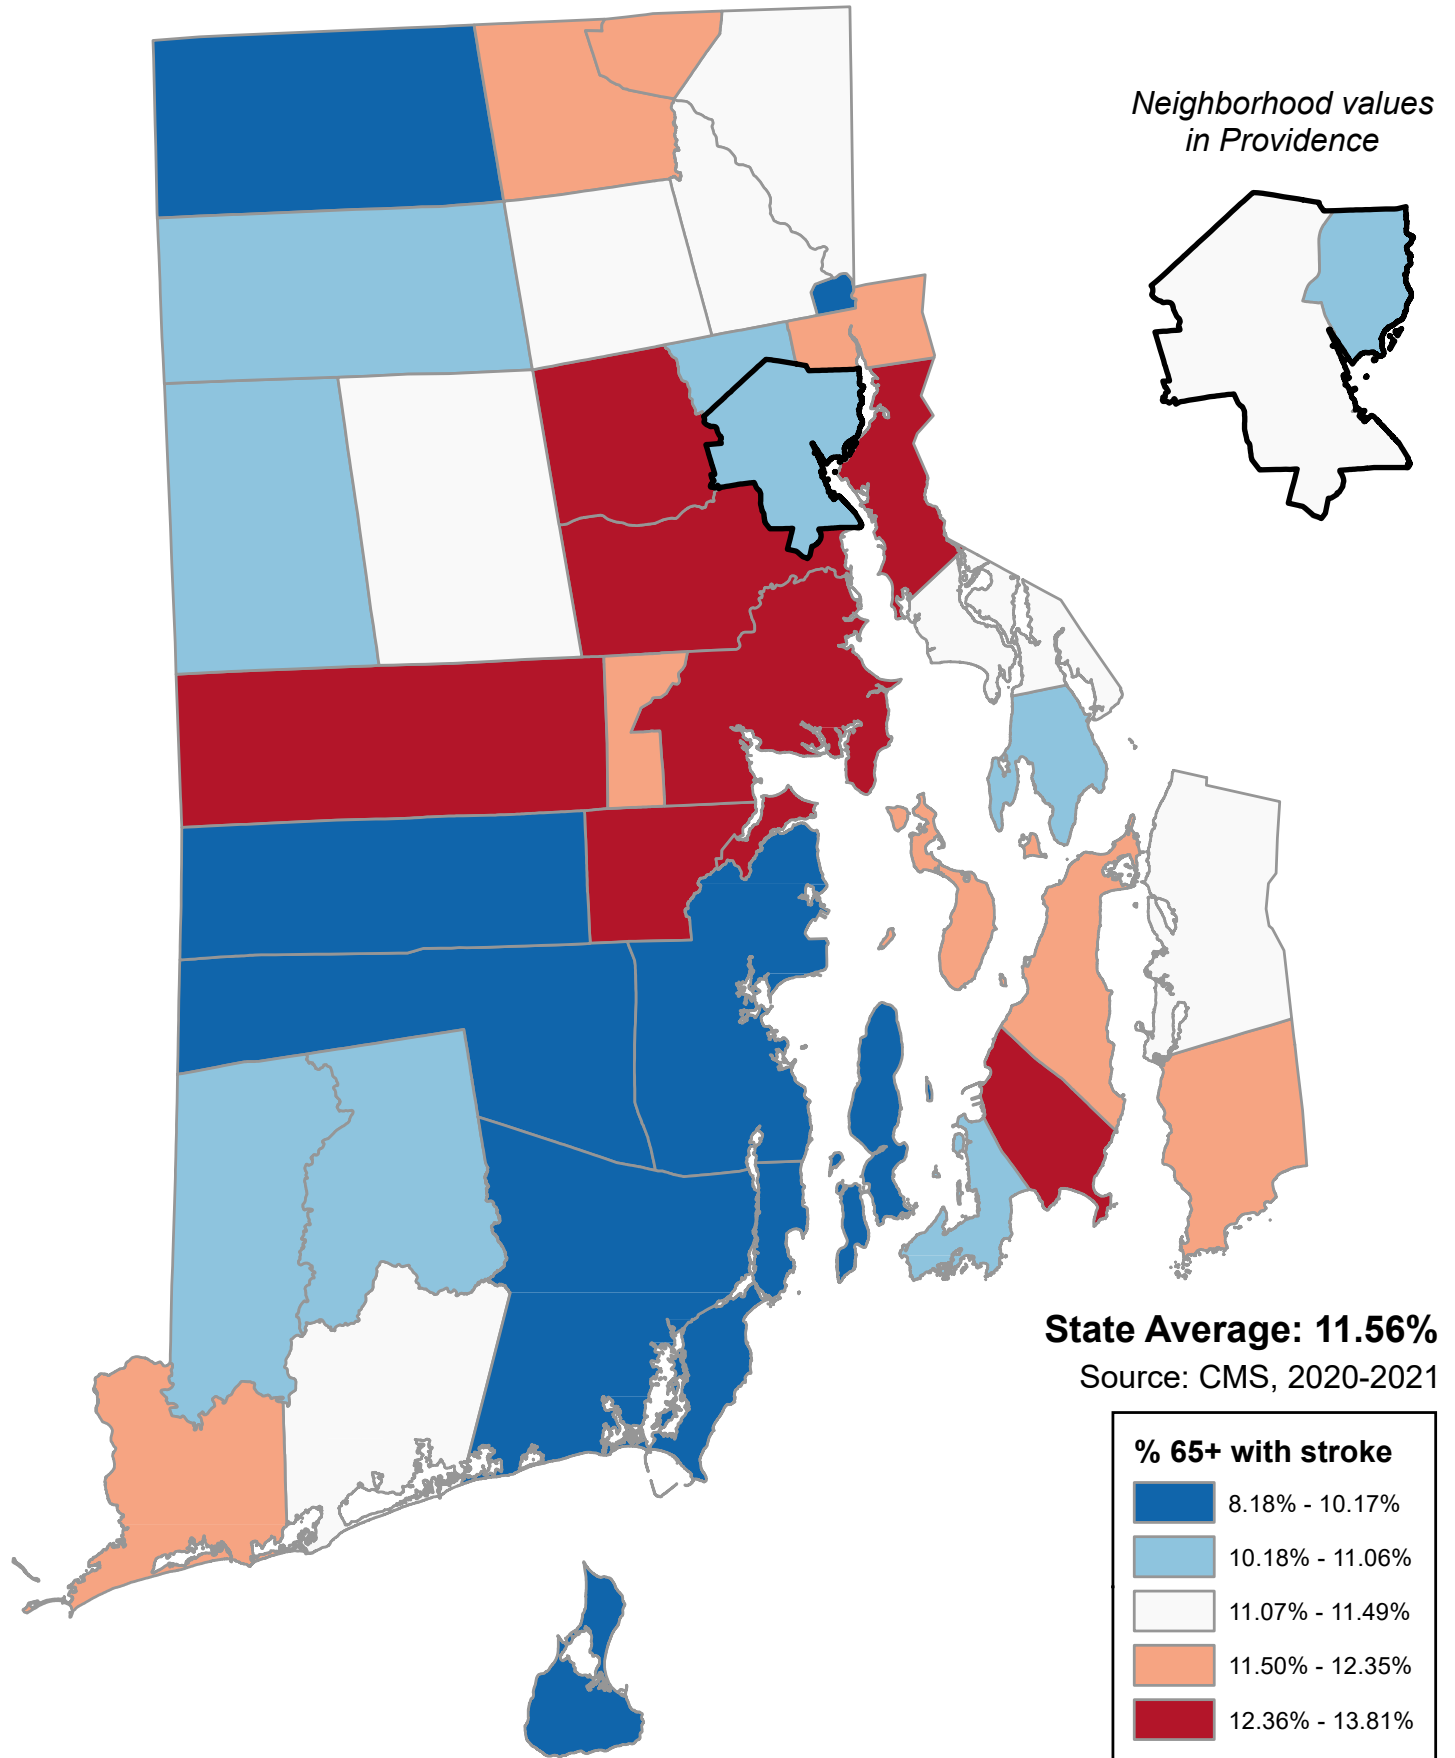 Neighborhood values
in Providence
State Average: 11.56%
Source: CMS, 2020-2021
% 65+ with stroke
8.18% - 10.17%
10.18% - 11.06%
11.07% - 11.49%
11.50% - 12.35%
12.36% - 13.81%